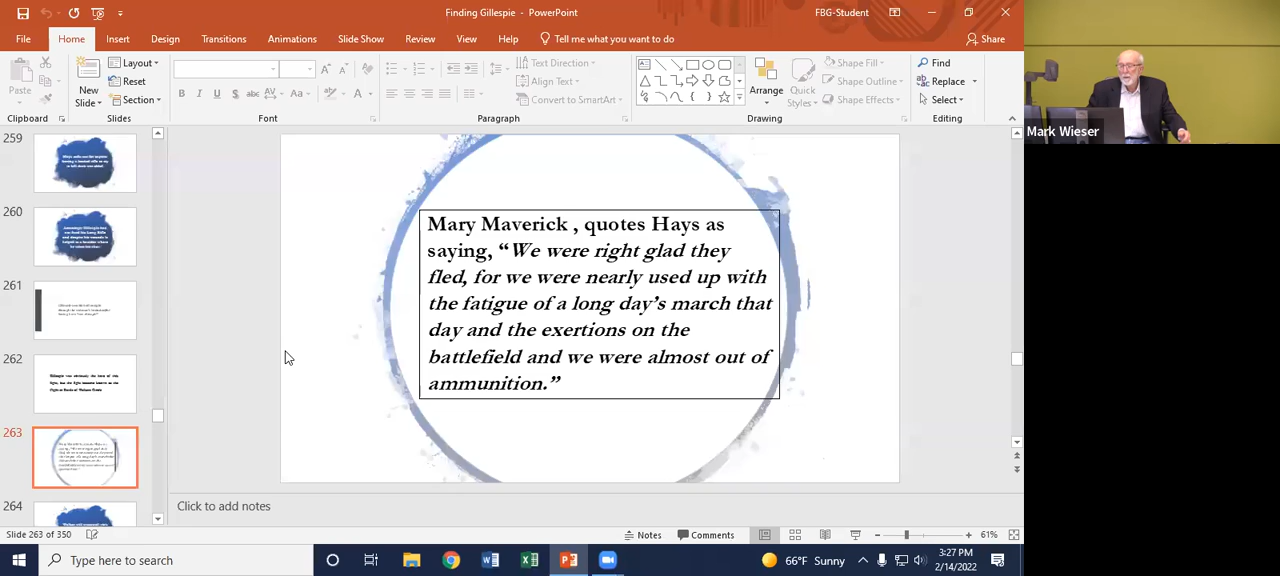 Finding Gillespie - PowerPoint
FBG-Student
File
Home
Insert
Design
Transitions
Animations
Slide Show
Review
View
Help
Tell me what you want to do
Share
Paste
Clipboard
New
Slide
Layout
Reset
Section
Slides
B I U S abc AV Aa A
Font
Paragraph
Text Direction
Align Text
Convert to SmartArt
Arrange
Quick
Styles
Shape Fill
Shape Outline
Shape Effects
Drawing
Find
Replace
Select
Editing
Mark Wieser
259
260
261
262
263
264
Mary Maverick , quotes Hays as
saying, “We were right glad they
fled, for we were nearly used up with
the fatigue of a long day’s march that
day and the exertions on the
battlefield and we were almost out of
ammunition.”
Click to add notes
Slide 263 of 350
Notes
Comments
61%
Type here to search
66°F Sunny
3:27 PM
2/14/2022